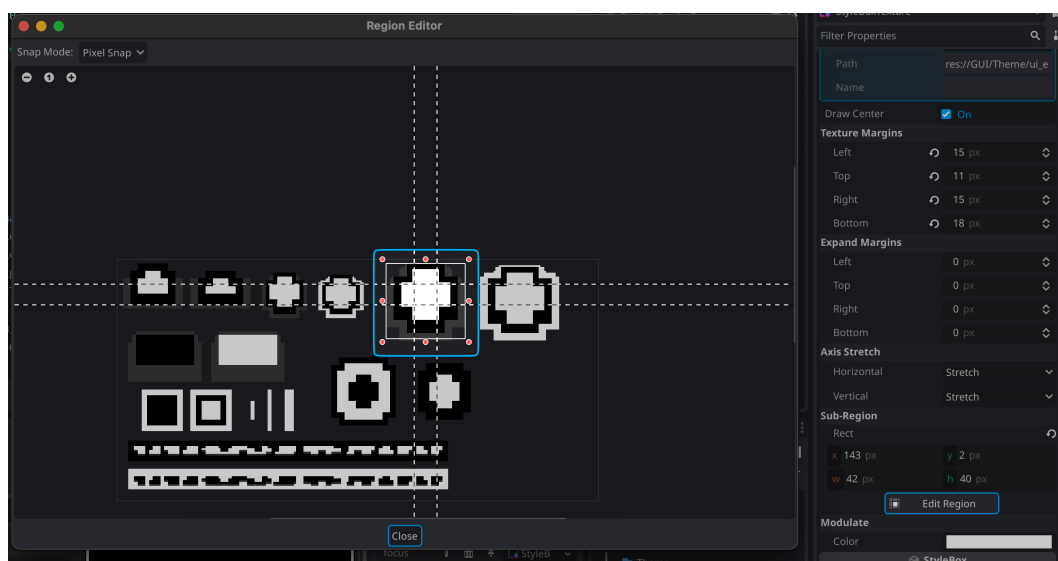 StyleBoxTexture
Region Editor
Filter Properties
Snap Mode: Pixel Snap
Path res://GUI/Theme/ui_e
Name
Draw Center On
Texture Margins
Left 15 px
Top 11 px
Right 15 px
Bottom 18 px
Expand Margins
Left 0 px
Top 0 px
Right 0 px
Bottom 0 px
Axis Stretch
Horizontal Stretch
Vertical Stretch
Sub-Region
Rect
x 143 px y 2 px
w 42 px h 40 px
Edit Region
Modulate
Close
Color
focus StyleB
StyleBox